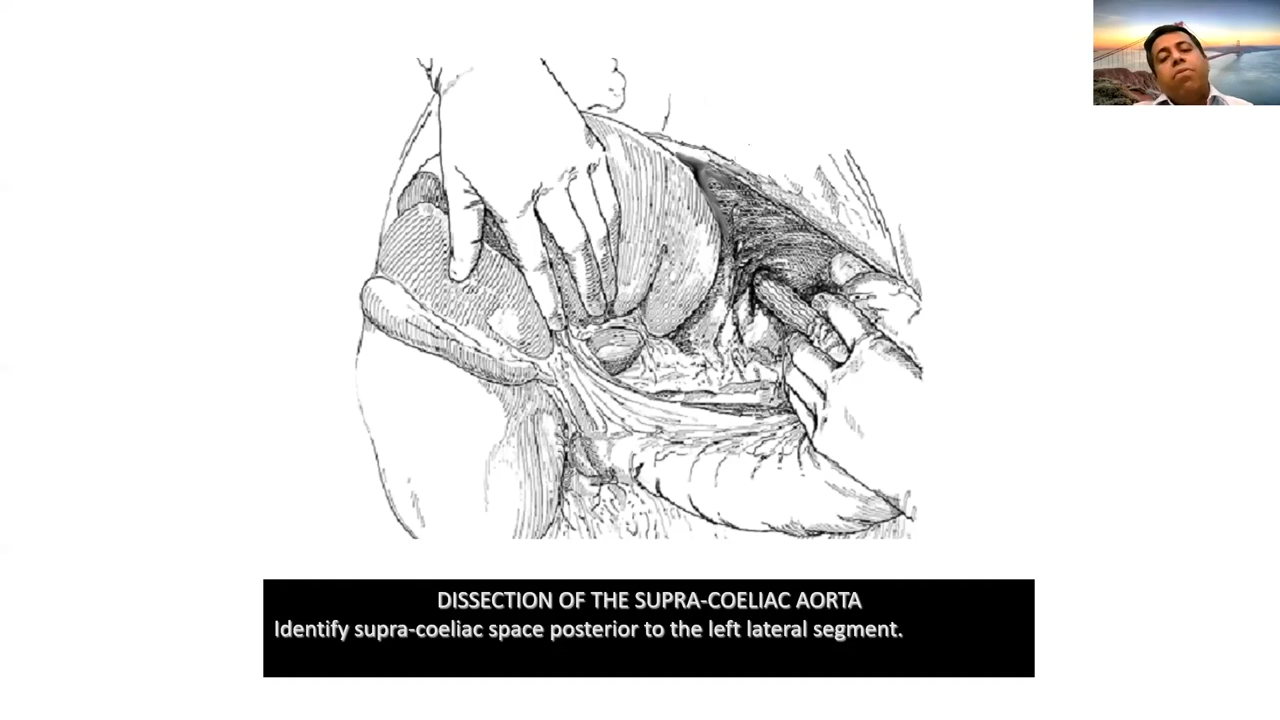 DISSECTION OF THE SUPRA-COELIAC AORTA
Identify supra-coeliac space posterior to the left lateral segment.